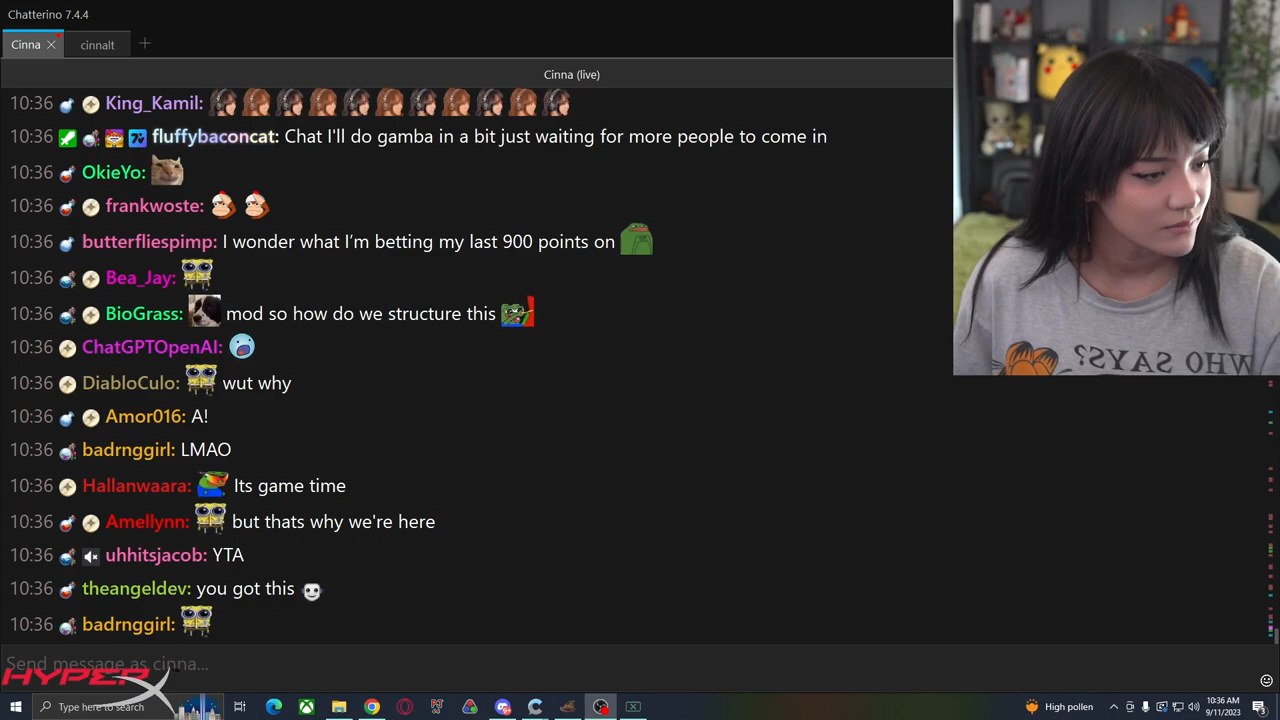 Chatterino 7.4.4
Cinna
cinnalt
Cinna (live)
10:36 King_Kamil:
10:36 fluffybaconcat: Chat I'll do gamba in a bit just waiting for more people to come in
10:36 OkieYo:
10:36 frankwoste:
10:36 butterfliespimp: I wonder what I’m betting my last 900 points on
10:36 Bea_Jay:
10:36 BioGrass: mod so how do we structure this
10:36 ChatGPTOpenAI:
10:36 DiabloCulo: wut why
10:36 Amor016: A!
10:36 badrnggirl: LMAO
10:36 Hallanwaara: Its game time
10:36 Amellynn: but thats why we're here
10:36 uhhitsjacob: YTA
10:36 theangeldev: you got this
10:36 badrnggirl:
Send message as cinna...
HYPERX
WHO SAYS?
Type here to search
High pollen
10:36 AM
9/11/2023
3